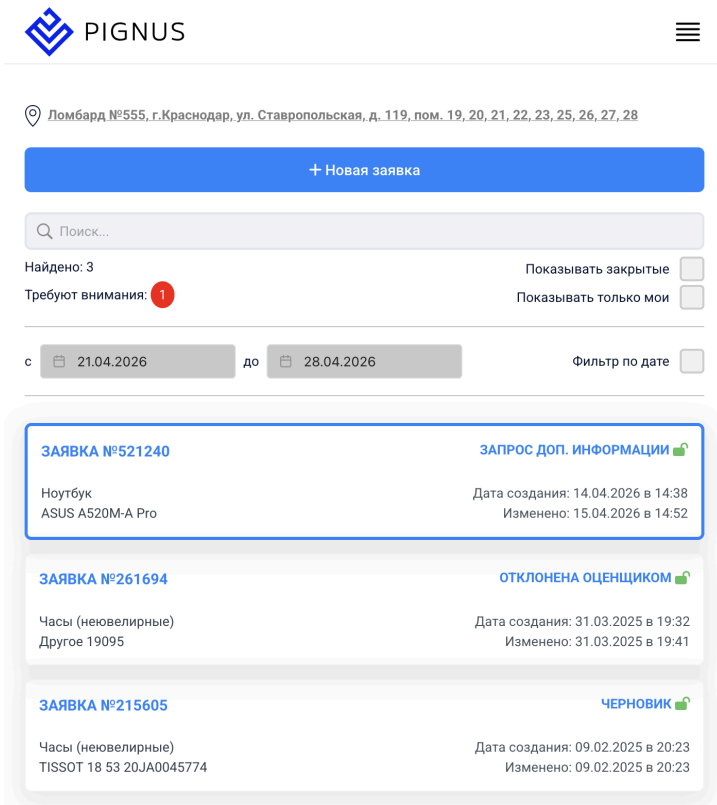 PIGNUS
Ломбард №555, г.Краснодар, ул. Ставропольская, д. 119, пом. 19, 20, 21, 22, 23, 25, 26, 27, 28
+ Новая заявка
Поиск...
Найдено: 3
Показывать закрытые
Требуют внимания: 1
Показывать только мои
с 21.04.2026 до 28.04.2026 Фильтр по дате
ЗАЯВКА №521240 ЗАПРОС ДОП. ИНФОРМАЦИИ
Ноутбук Дата создания: 14.04.2026 в 14:38
ASUS A520M-A Pro Изменено: 15.04.2026 в 14:52
ЗАЯВКА №261694 ОТКЛОНЕНА ОЦЕНЩИКОМ
Часы (неювелирные) Дата создания: 31.03.2025 в 19:32
Другое 19095 Изменено: 31.03.2025 в 19:41
ЗАЯВКА №215605 ЧЕРНОВИК
Часы (неювелирные) Дата создания: 09.02.2025 в 20:23
TISSOT 18 53 20JA0045774 Изменено: 09.02.2025 в 20:23